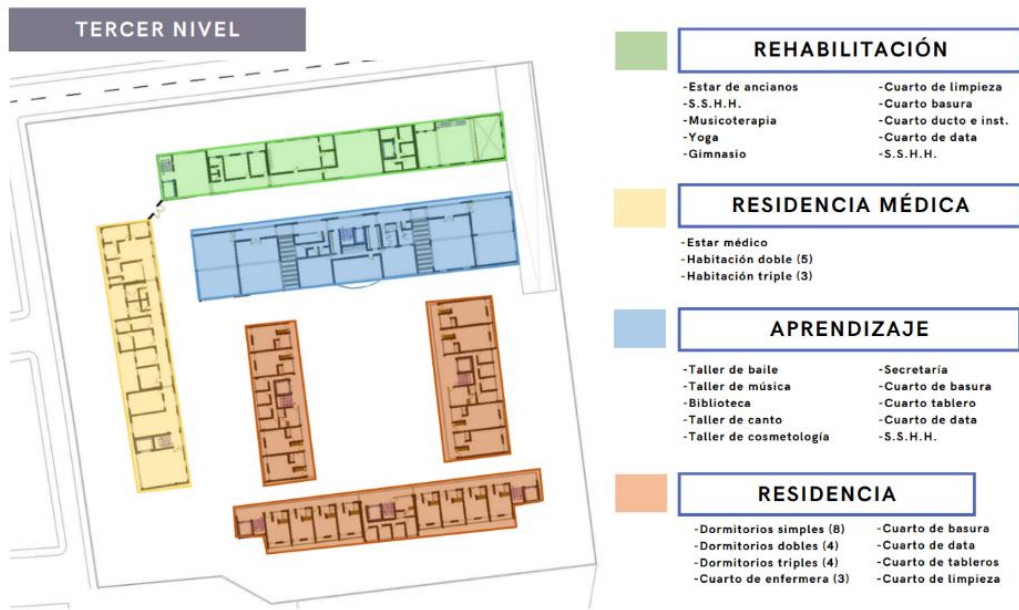 TERCER NIVEL
REHABILITACIÓN
-Estar de ancianos
-S.S.H.H.
-Musicoterapia
-Yoga
-Gimnasio
-Cuarto de limpieza
-Cuarto basura
-Cuarto ducto e inst.
-Cuarto de data
-S.S.H.H.
RESIDENCIA MÉDICA
-Estar médico
-Habitación doble (5)
-Habitación triple (3)
APRENDIZAJE
-Taller de baile
-Taller de música
-Biblioteca
-Taller de canto
-Taller de cosmetología
-Secretaría
-Cuarto de basura
-Cuarto tablero
-Cuarto de data
-S.S.H.H.
RESIDENCIA
-Dormitorios simples (8)
-Dormitorios dobles (4)
-Dormitorios triples (4)
-Cuarto de enfermera (3)
-Cuarto de basura
-Cuarto de data
-Cuarto de tableros
-Cuarto de limpieza